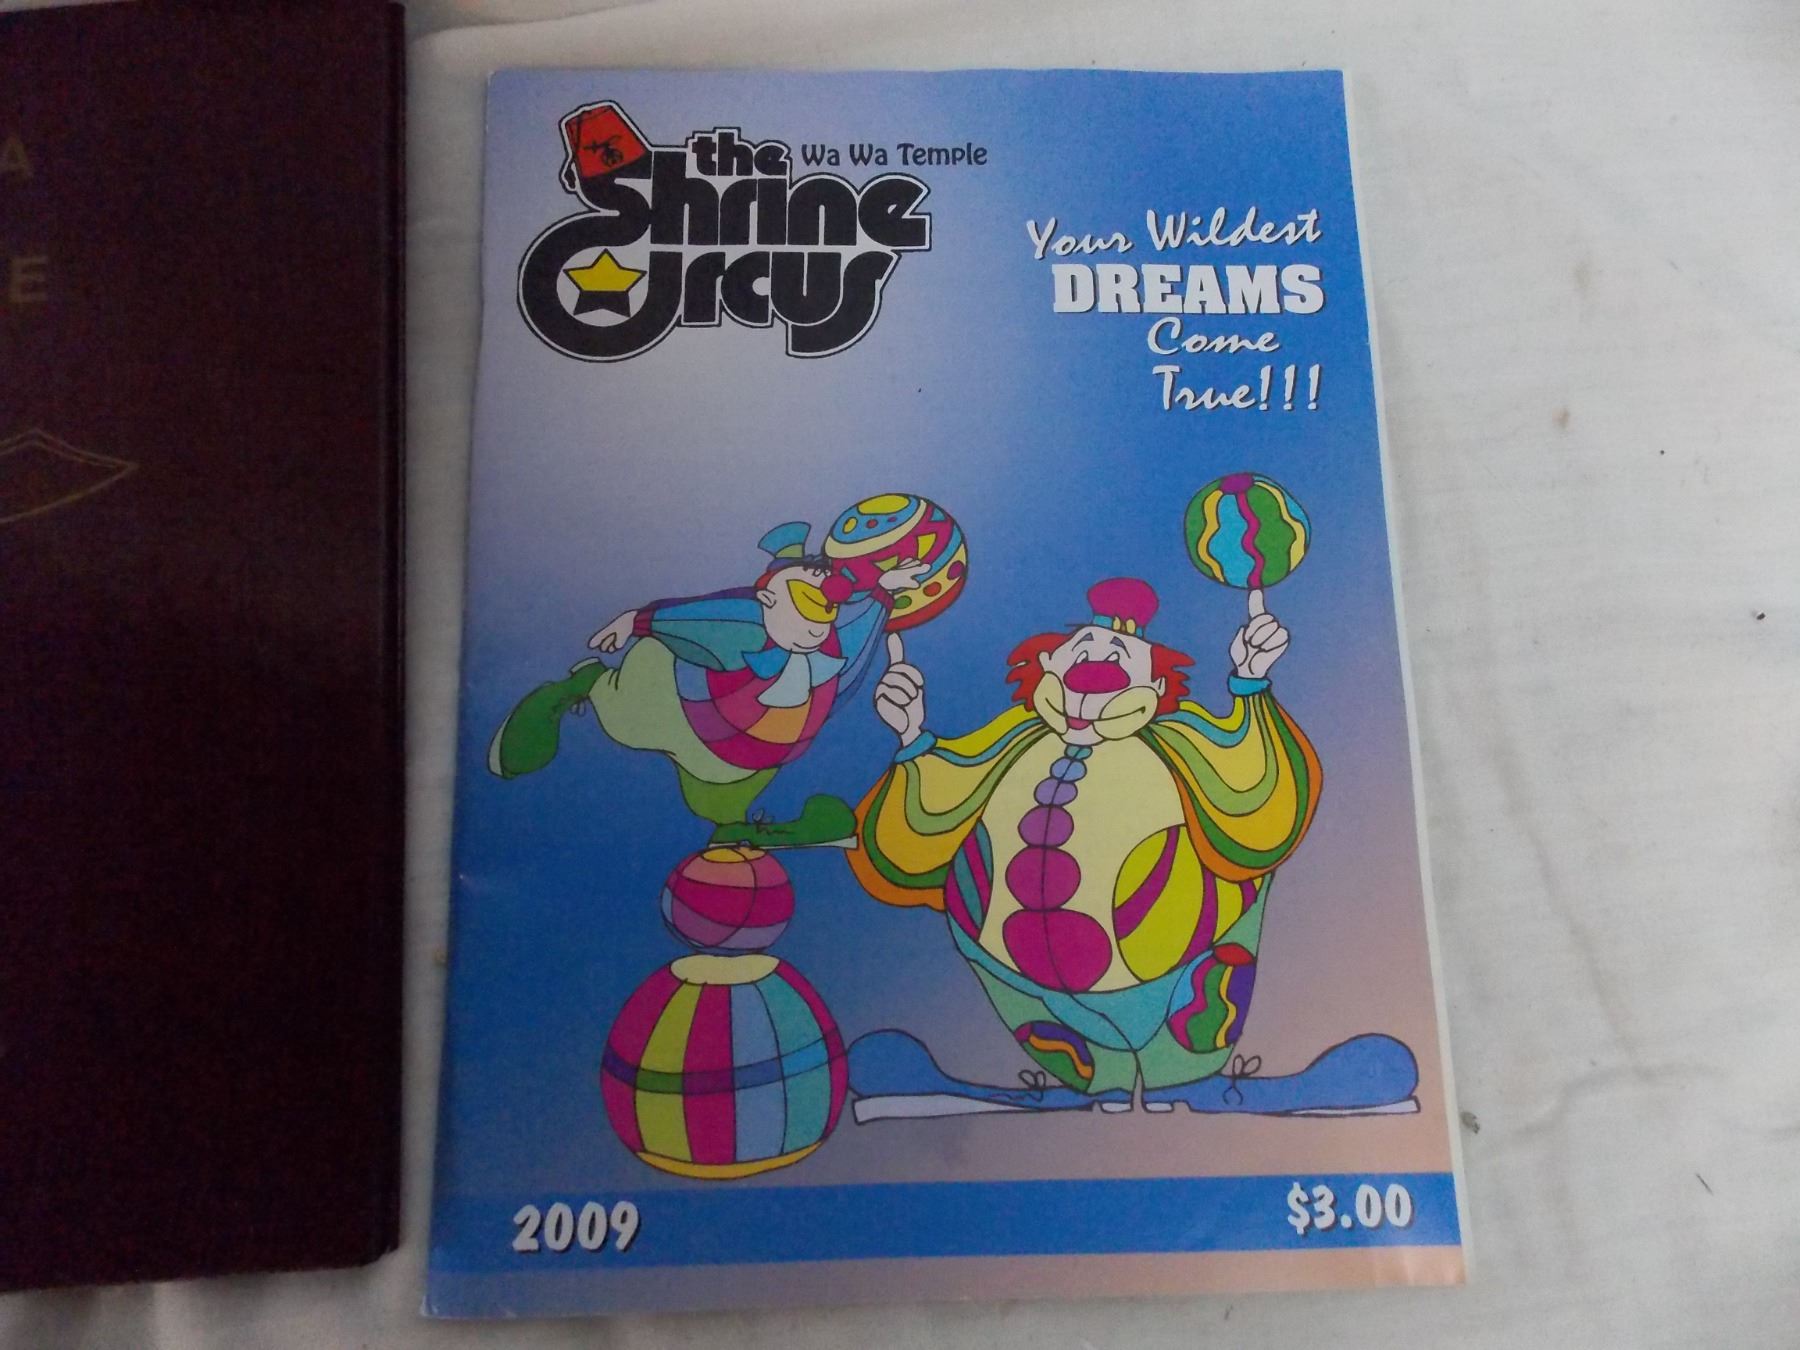 A
E
the
Wa Wa Temple
Shrine
Circus
Your Wildest
DREAMS
Come
True!!!
2009
$3.00